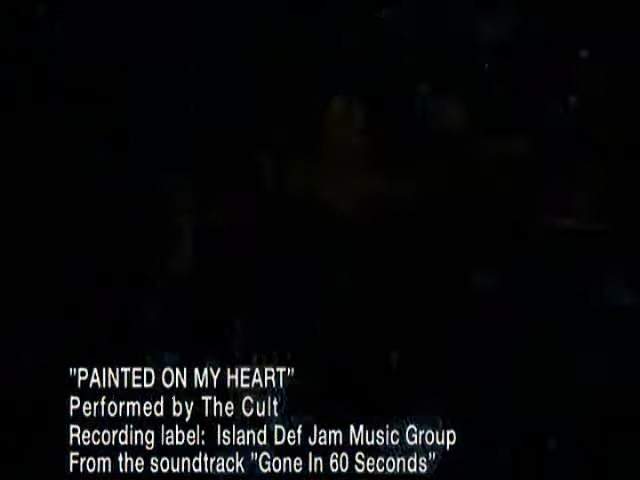 "PAINTED ON MY HEART"
Performed by The Cult
Recording label: Island Def Jam Music Group
From the soundtrack "Gone In 60 Seconds"